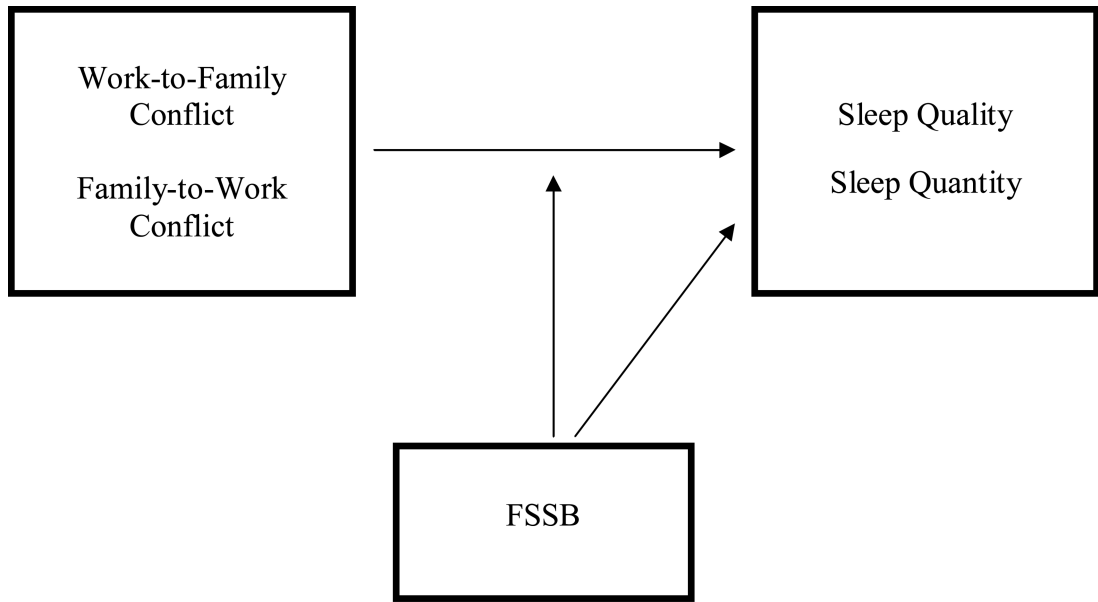 Work-to-Family
Conflict
Family-to-Work
Conflict
Sleep Quality
Sleep Quantity
FSSB